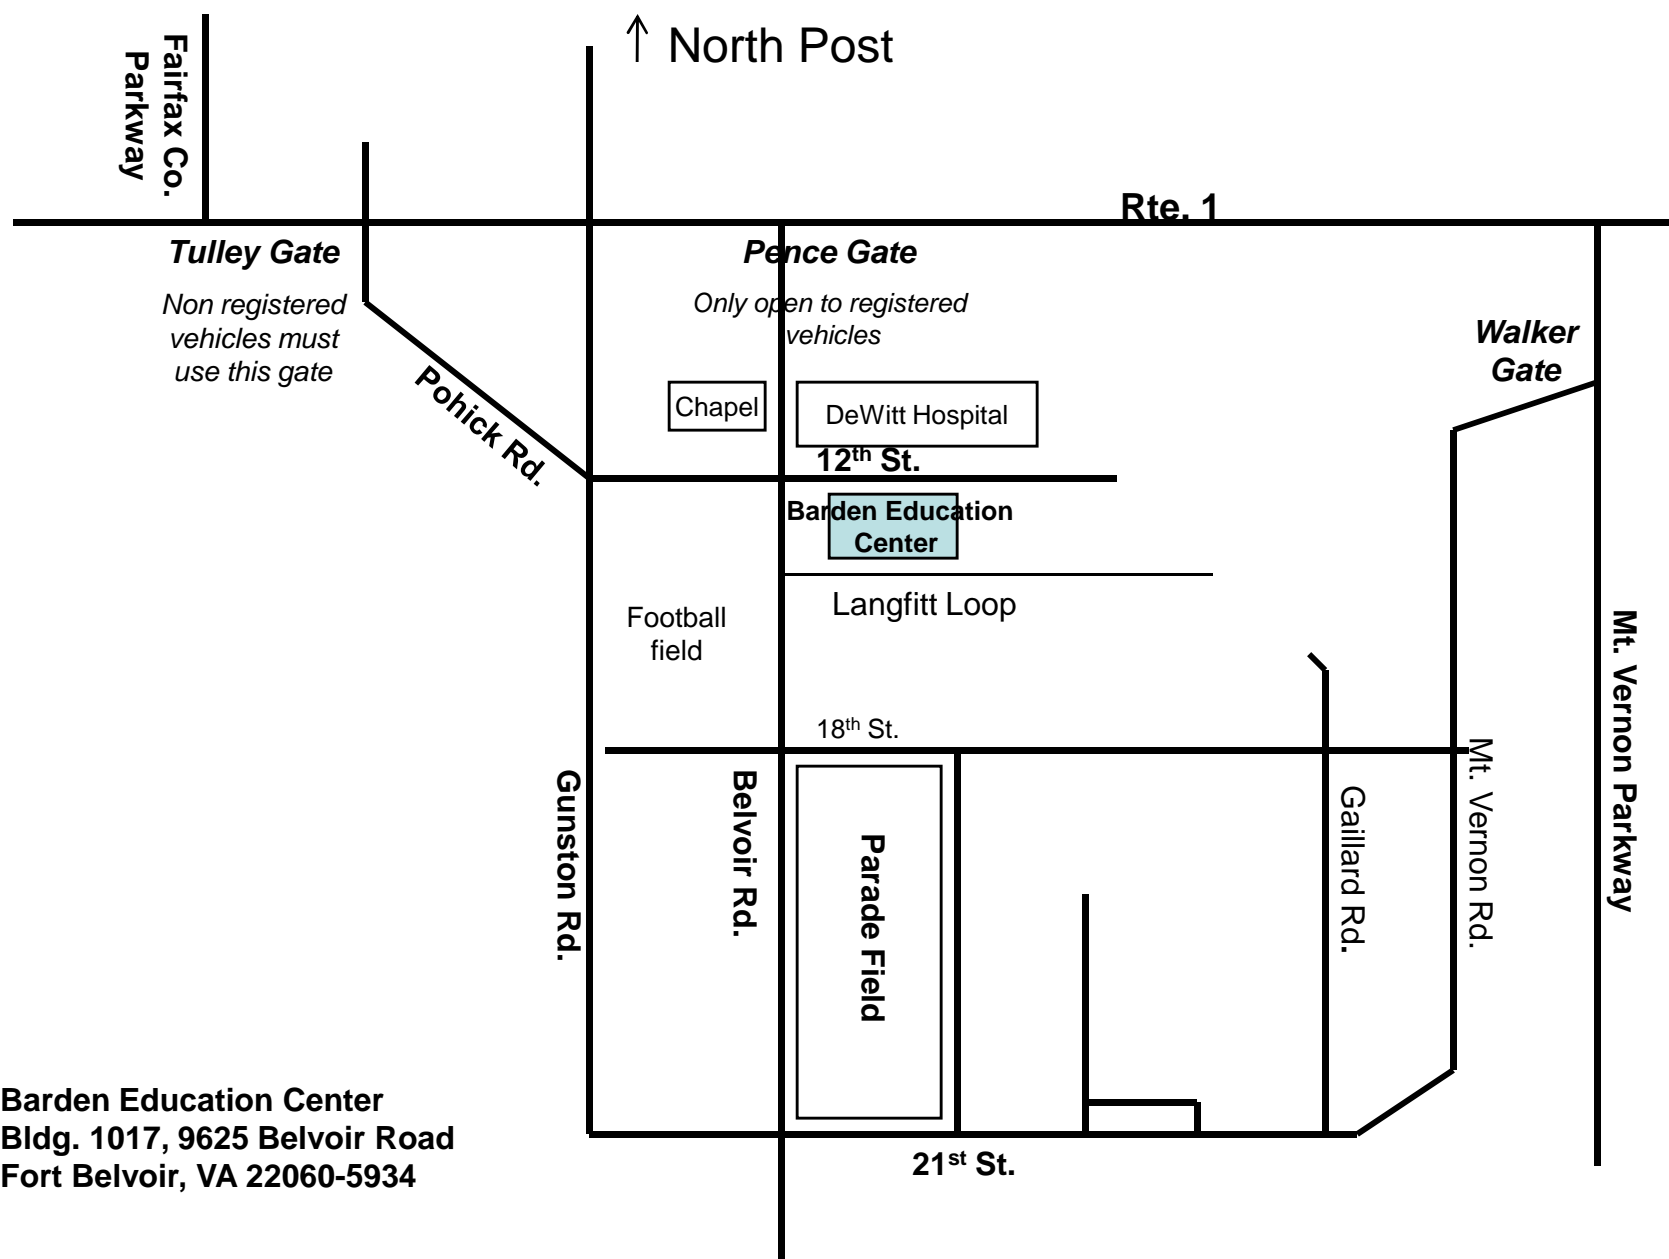 North Post
Fairfax Co.
Parkway
Rte. 1
Tulley Gate
Non registered
vehicles must
use this gate
Pence Gate
Only open to registered
vehicles
Walker
Gate
Pohick Rd.
Chapel
DeWitt Hospital
12th St.
Barden Education
Center
Langfitt Loop
Football
field
18th St.
Gunston Rd.
Belvoir Rd.
Parade Field
Gaillard Rd.
Mt. Vernon Rd.
Mt. Vernon Parkway
21st St.
Barden Education Center
Bldg. 1017, 9625 Belvoir Road
Fort Belvoir, VA 22060-5934